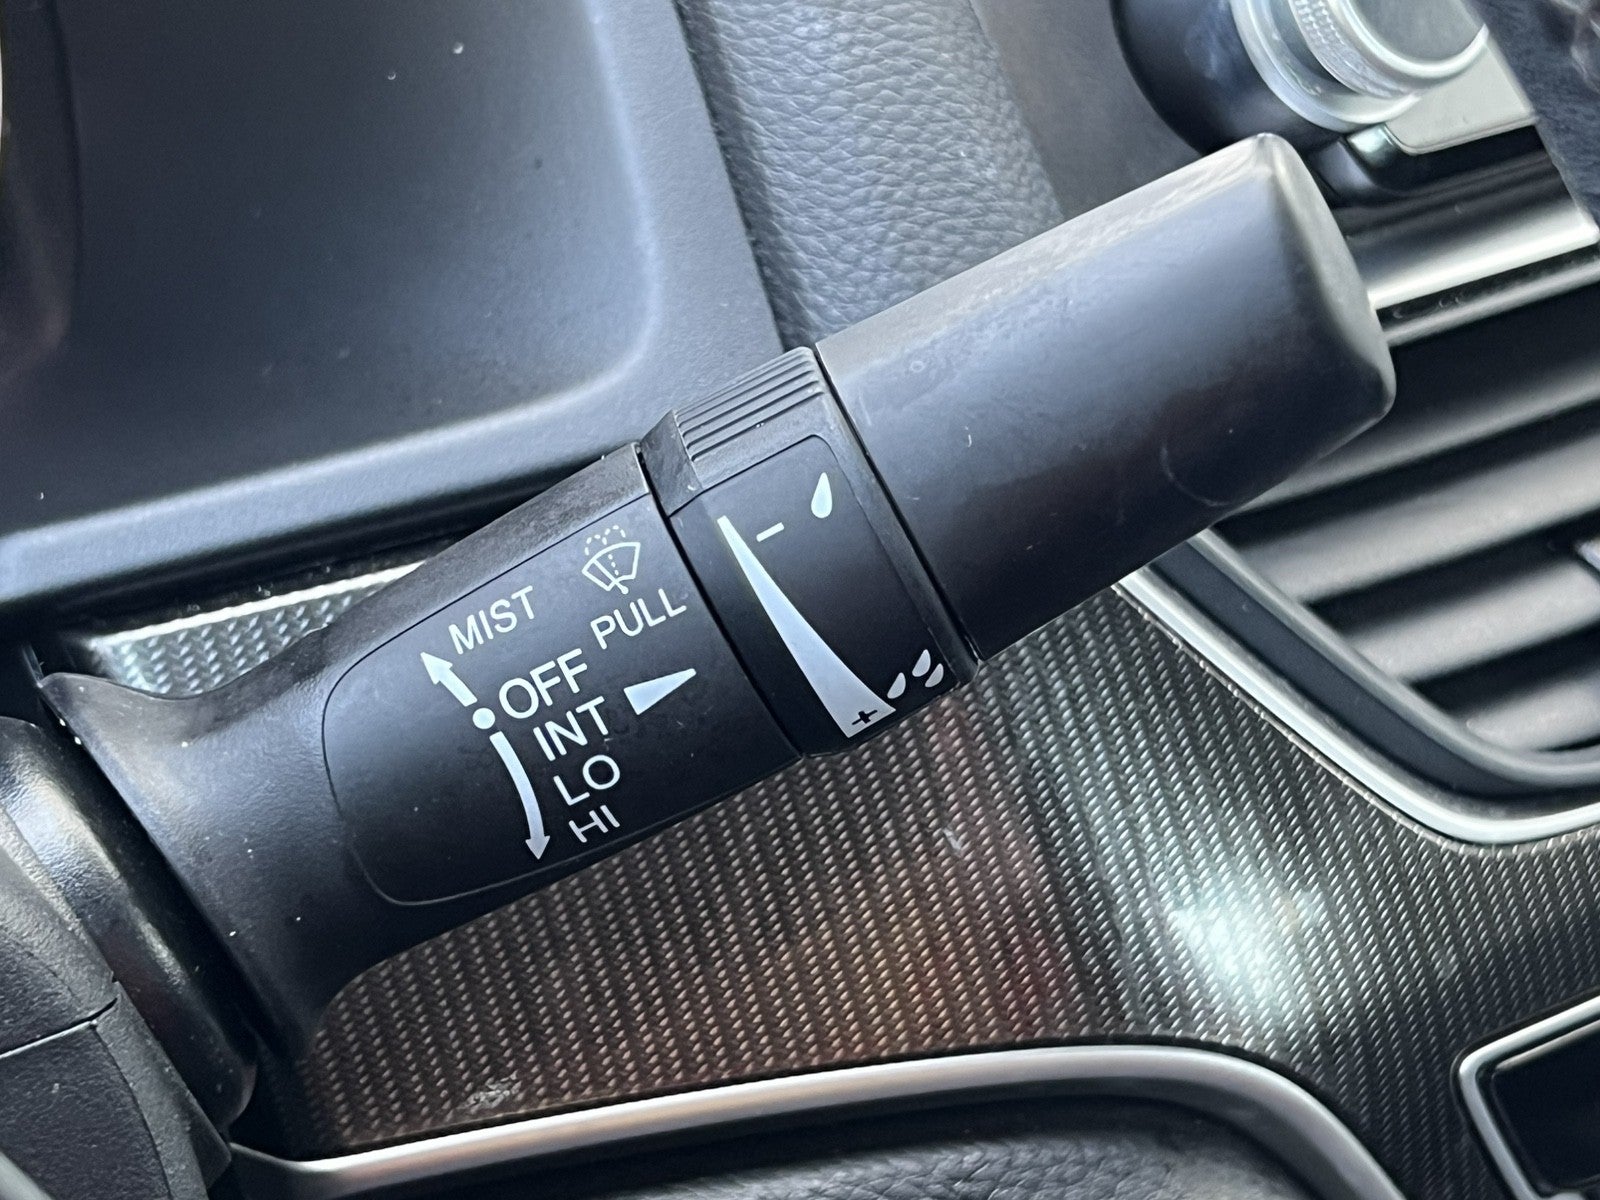 MIST
PULL
OFF
INT
LO
HI
−
+